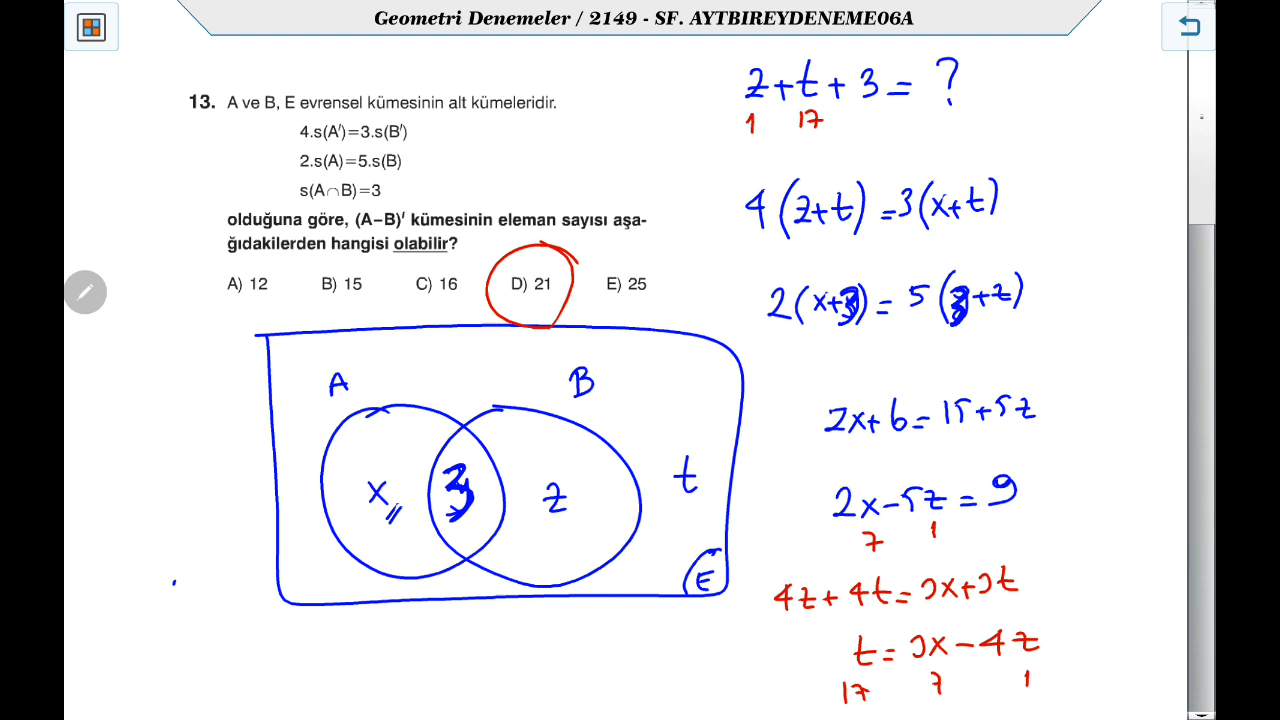 Geometri Denemeler / 2149 - SF. AYTBIREYDENEME06A
13. A ve B, E evrensel kümesinin alt kümeleridir.
4.s(A')=3.s(B')
2.s(A)=5.s(B)
s(A∩B)=3
olduğuna göre, (A−B)' kümesinin eleman sayısı aşa-
ğıdakilerden hangisi olabilir?
A) 12 B) 15 C) 16 D) 21 E) 25
A B
x 3 z t
E
z+t+3=?
1 17
4(z+t)=3(x+t)
2(x+3)=5(3+z)
2x+6=15+5z
2x-5z=9
7 1
4z+4t=3x+3t
t=3x-4z
17 7 1